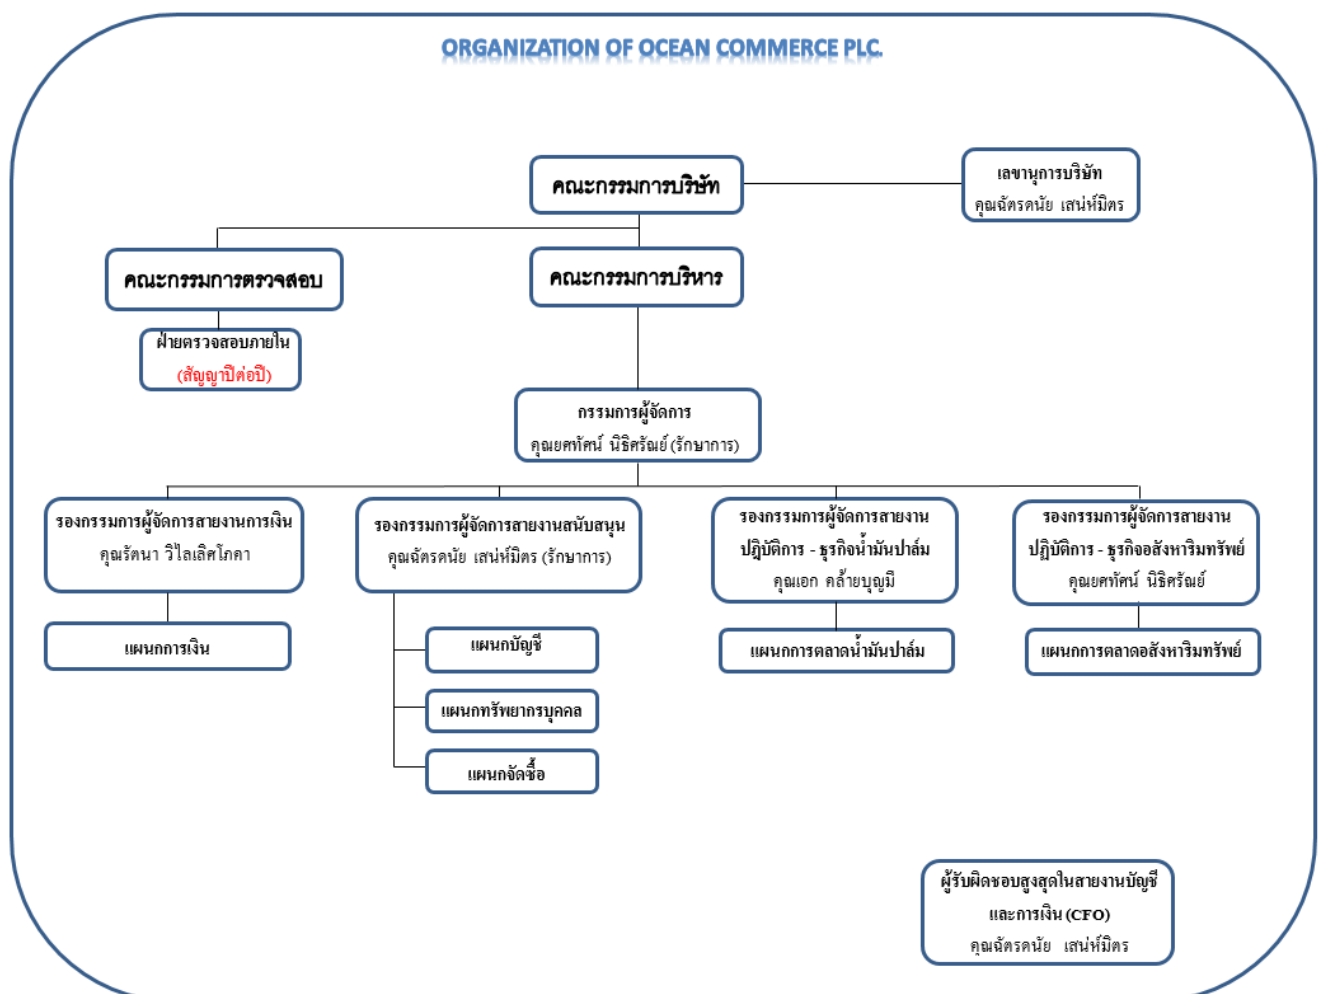 ORGANIZATION OF OCEAN COMMERCE PLC.
คณะกรรมการบริษัท
เลขานุการบริษัท
คุณฉัตรดนัย เสน่ห์มิตร
คณะกรรมการตรวจสอบ
คณะกรรมการบริหาร
ฝ่ายตรวจสอบภายใน
(สัญญาปีต่อปี)
กรรมการผู้จัดการ
คุณยศทัศน์ นิธิศรัณย์ (รักษาการ)
รองกรรมการผู้จัดการสายงานการเงิน
คุณรัตนา วิไลเลิศโภคา
รองกรรมการผู้จัดการสายงานสนับสนุน
คุณฉัตรดนัย เสน่ห์มิตร (รักษาการ)
รองกรรมการผู้จัดการสายงาน
ปฎิบัติการ - ธุรกิจน้ำมันปาล์ม
คุณเอก คล้ายบุญมี
รองกรรมการผู้จัดการสายงาน
ปฏิบัติการ - ธุรกิจอสังหาริมทรัพย์
คุณยศทัศน์ นิธิศรัณย์
แผนกการเงิน
แผนกบัญชี
แผนกทรัพยากรบุคคล
แผนกจัดซื้อ
แผนกการตลาดน้ำมันปาล์ม
แผนกการตลาดอสังหาริมทรัพย์
ผู้รับผิดชอบสูงสุดในสายงานบัญชี
และการเงิน (CFO)
คุณฉัตรดนัย เสน่ห์มิตร